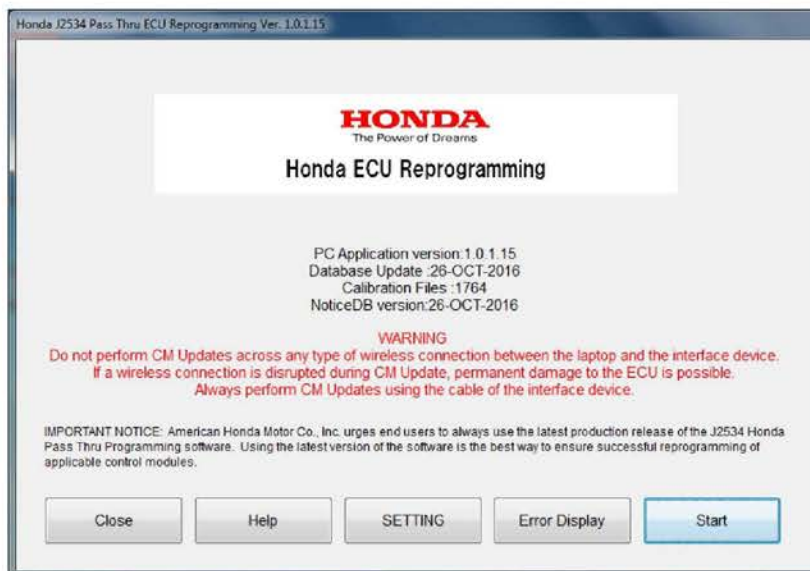 Honda J2534 Pass Thru ECU Reprogramming Ver. 1.0.1.15
HONDA
The Power of Dreams
Honda ECU Reprogramming
PC Application version:1.0.1.15
Database Update :26-OCT-2016
Calibration Files :1764
NoticeDB version:26-OCT-2016
WARNING
Do not perform CM Updates across any type of wireless connection between the laptop and the interface device.
If a wireless connection is disrupted during CM Update, permanent damage to the ECU is possible.
Always perform CM Updates using the cable of the interface device.
IMPORTANT NOTICE: American Honda Motor Co., Inc. urges end users to always use the latest production release of the J2534 Honda
Pass Thru Programming software. Using the latest version of the software is the best way to ensure successful reprogramming of
applicable control modules.
Close
Help
SETTING
Error Display
Start